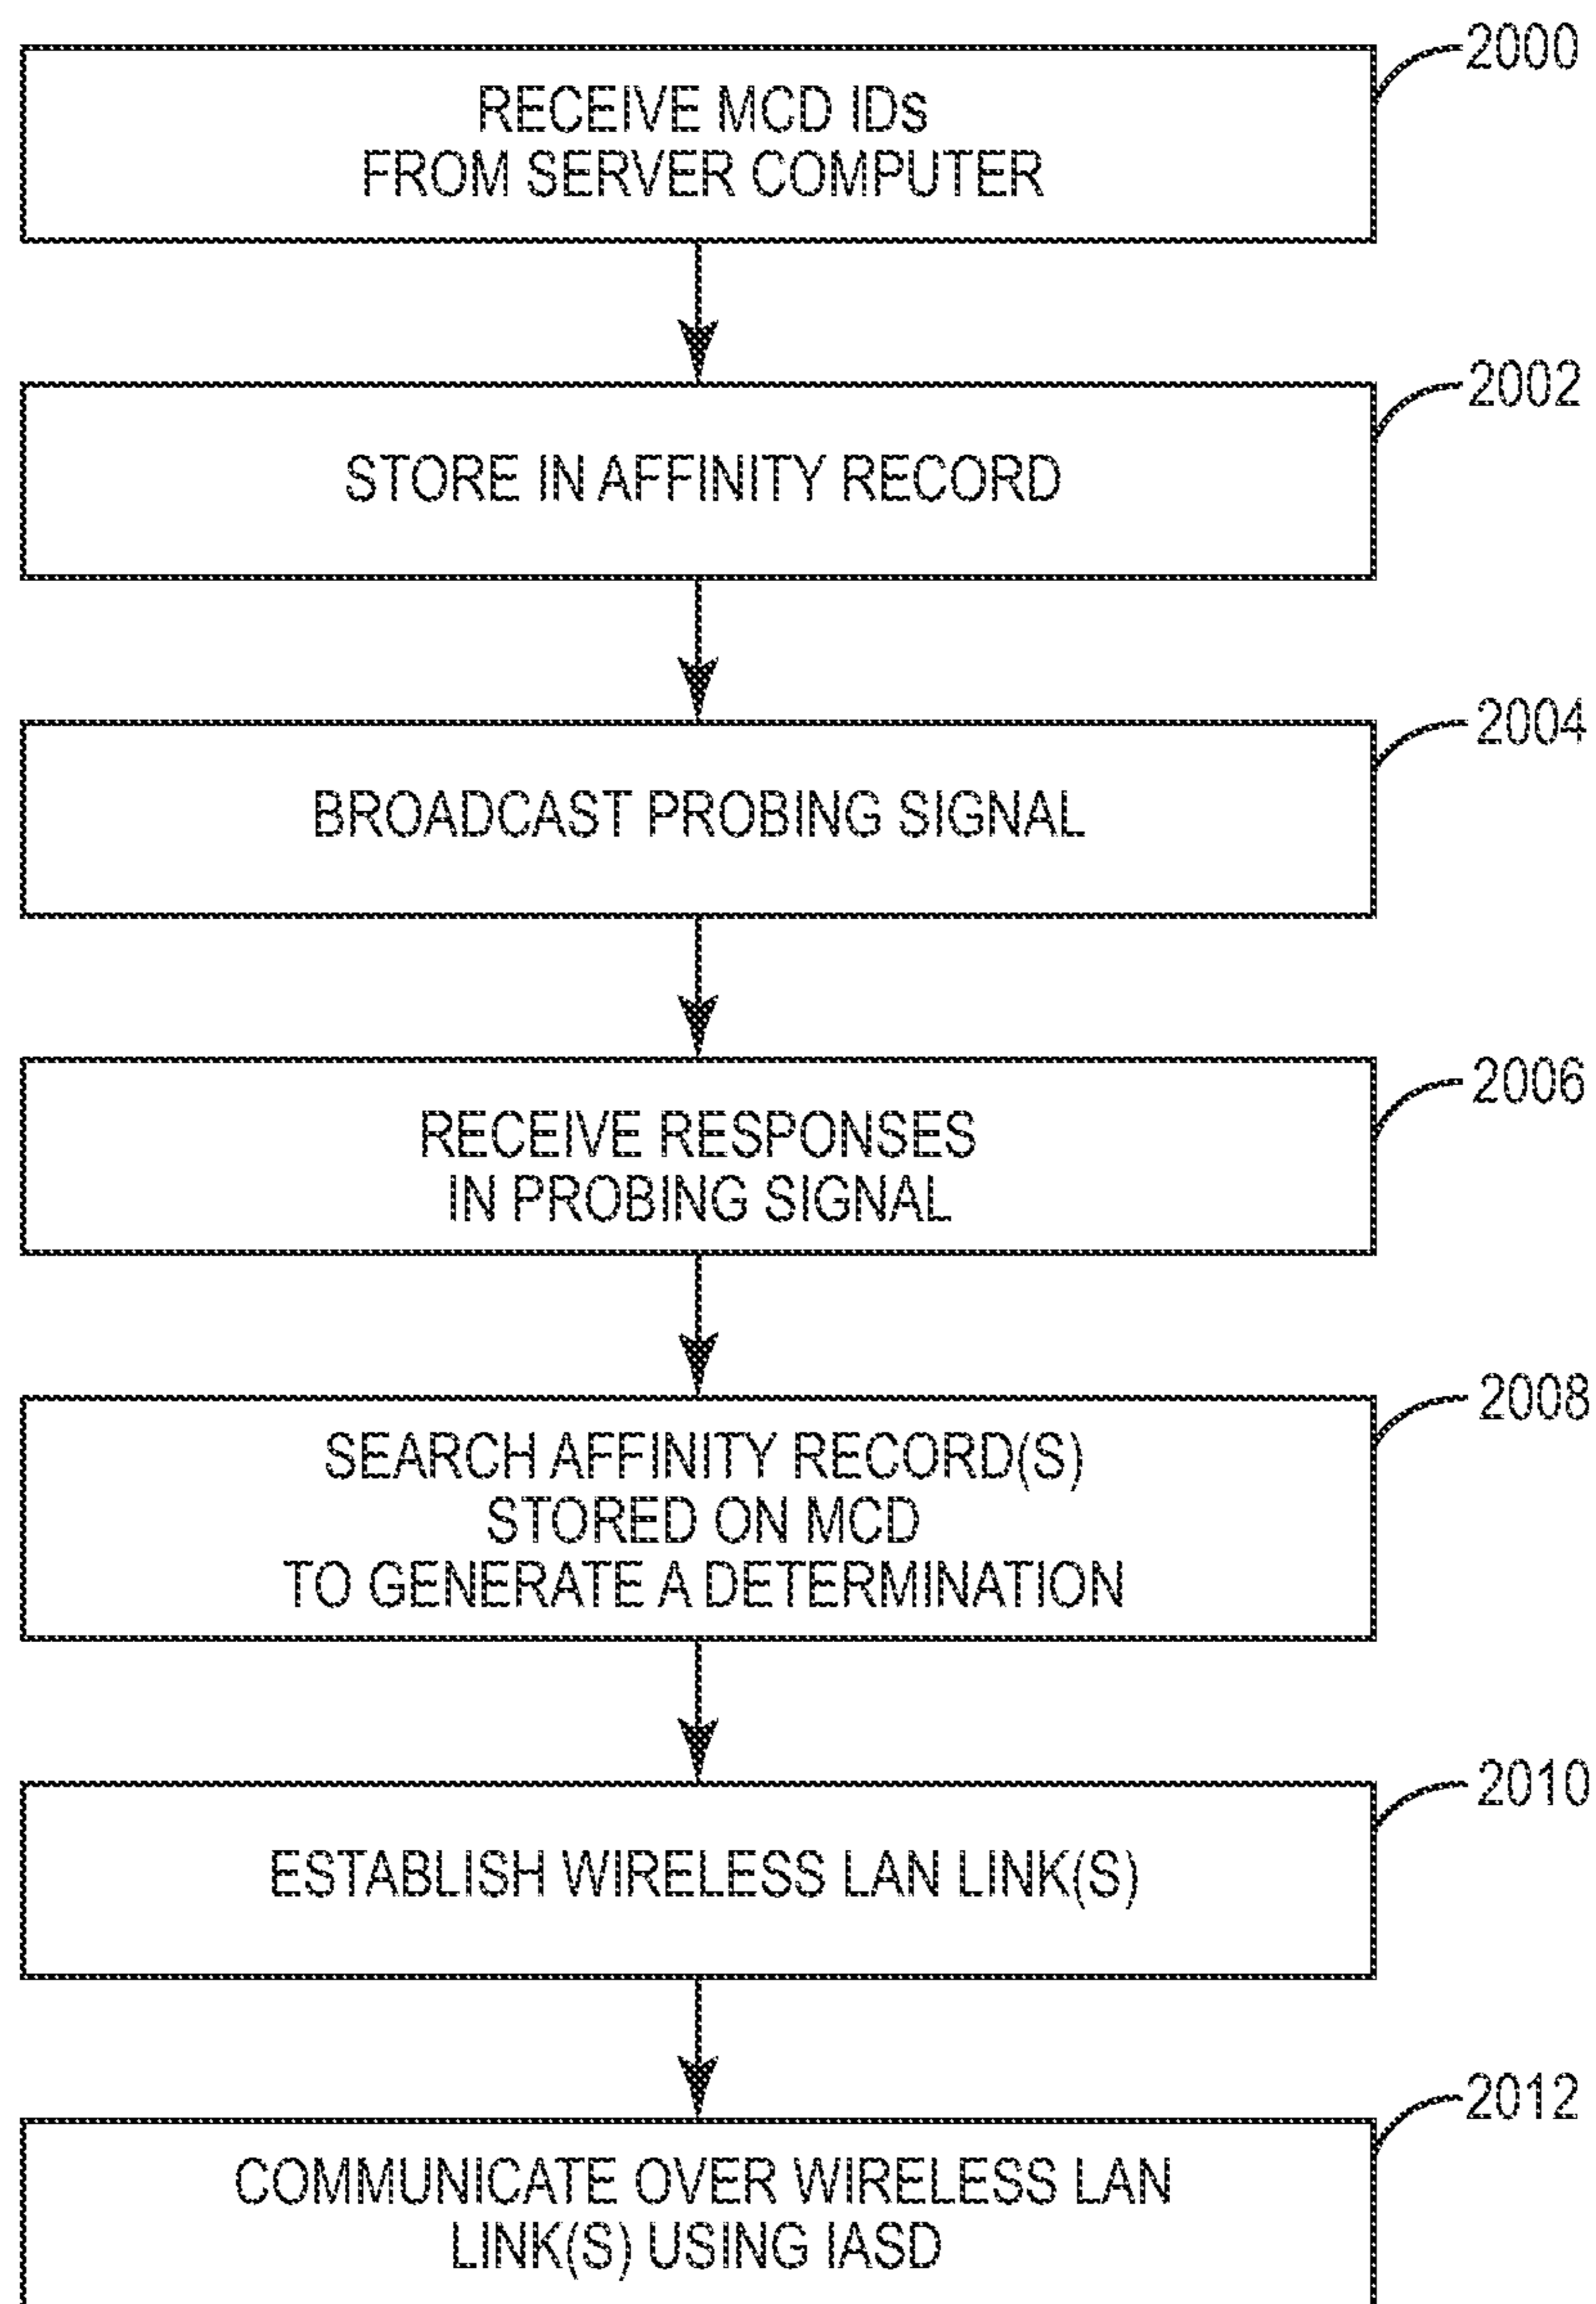 2000
RECEIVE MCD IDs
FROM SERVER COMPUTER
2002
STORE IN AFFINITY RECORD
2004
BROADCAST PROBING SIGNAL
2006
RECEIVE RESPONSES
IN PROBING SIGNAL
2008
SEARCH AFFINITY RECORD(S)
STORED ON MCD
TO GENERATE A DETERMINATION
2010
ESTABLISH WIRELESS LAN LINK(S)
2012
COMMUNICATE OVER WIRELESS LAN
LINK(S) USING IASD